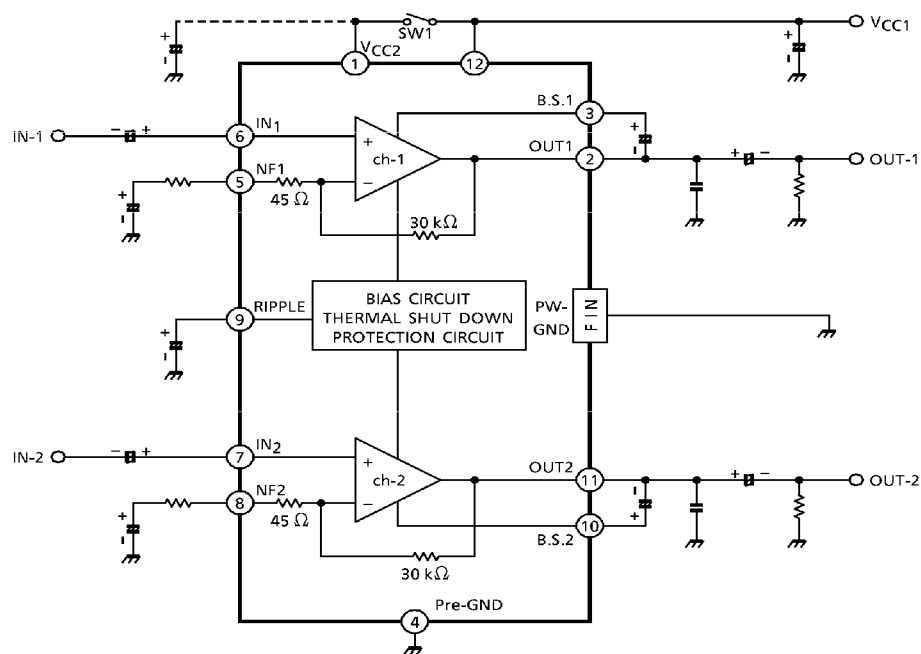 VCC1
SW1
VCC2
1
12
B.S.1
3
IN-1
- +
6
IN1
+
ch-1
-
OUT1
2
+ -
OUT-1
5
NF1
45 Ω
30 kΩ
RIPPLE
9
BIAS CIRCUIT
THERMAL SHUT DOWN
PROTECTION CIRCUIT
PW-
GND
FIN
IN-2
- +
7
IN2
+
ch-2
-
OUT2
11
+ -
OUT-2
8
NF2
45 Ω
10
B.S.2
30 kΩ
Pre-GND
4